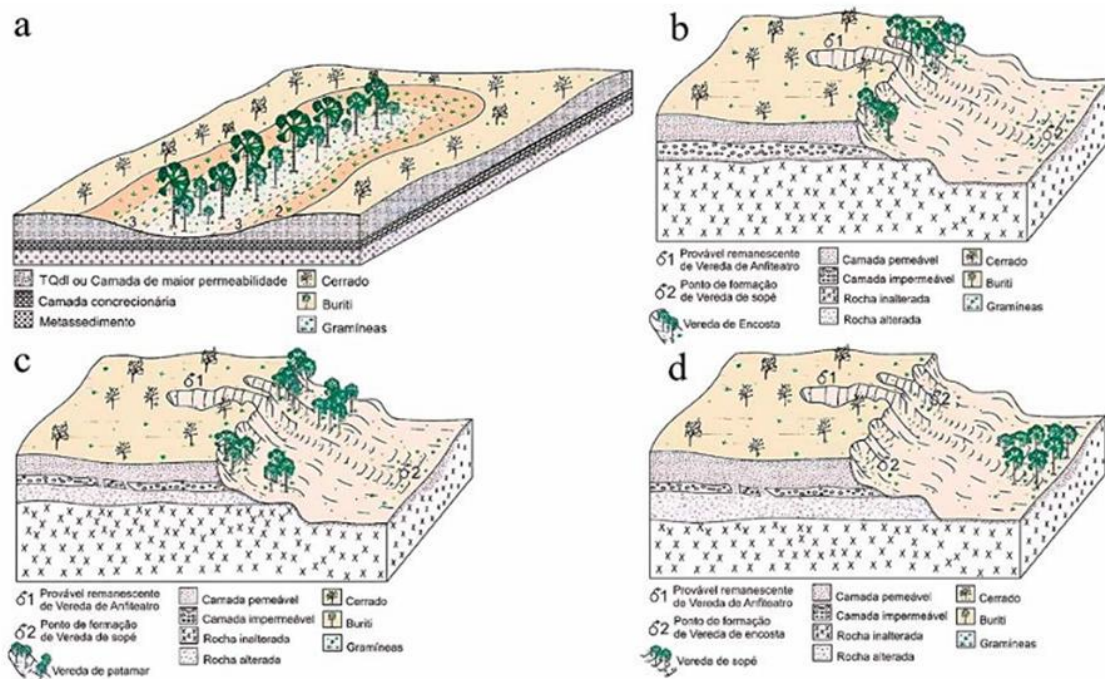 a
3
3
2
TQdl ou Camada de maior permeabilidade
Camada concrecionária
Metassedimento
Cerrado
Buriti
Gramíneas
b
δ1
δ2
δ1 Provável remanescente
de Vereda de Anfiteatro
δ2 Ponto de formação
de Vereda de sopé
Vereda de Encosta
Camada pemeável
Camada impermeável
Rocha inalterada
Rocha alterada
Cerrado
Buriti
Gramíneas
c
δ1
δ2
δ1 Provável remanescente
de Vereda de Anfiteatro
δ2 Ponto de formação
de Vereda de sopé
Vereda de patamar
Camada pemeável
Camada impermeável
Rocha inalterada
Rocha alterada
Cerrado
Buriti
Gramíneas
d
δ1
δ2
δ2
δ1 Provável remanescente
de Vereda de Anfiteatro
δ2 Ponto de formação
de Vereda de encosta
Vereda de sopé
Camada pemeável
Camada impermeável
Rocha inalterada
Rocha alterada
Cerrado
Buriti
Gramíneas